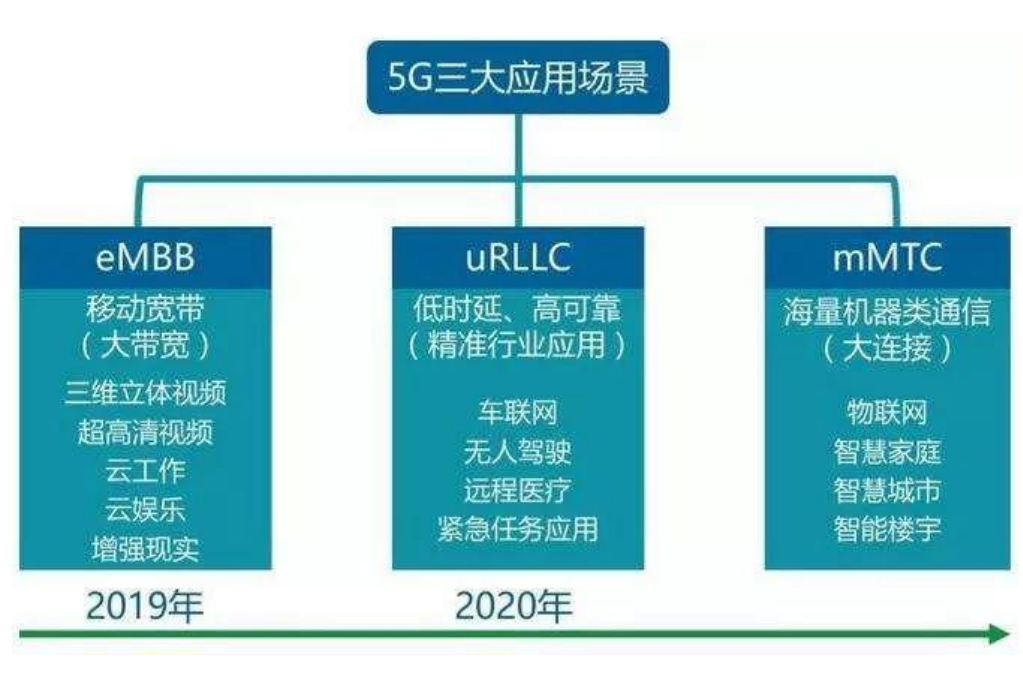 5G三大应用场景
eMBB
移动宽带
（大带宽）
三维立体视频
超高清视频
云工作
云娱乐
增强现实
uRLLC
低时延、高可靠
（精准行业应用）
车联网
无人驾驶
远程医疗
紧急任务应用
mMTC
海量机器类通信
（大连接）
物联网
智慧家庭
智慧城市
智能楼宇
2019年
2020年